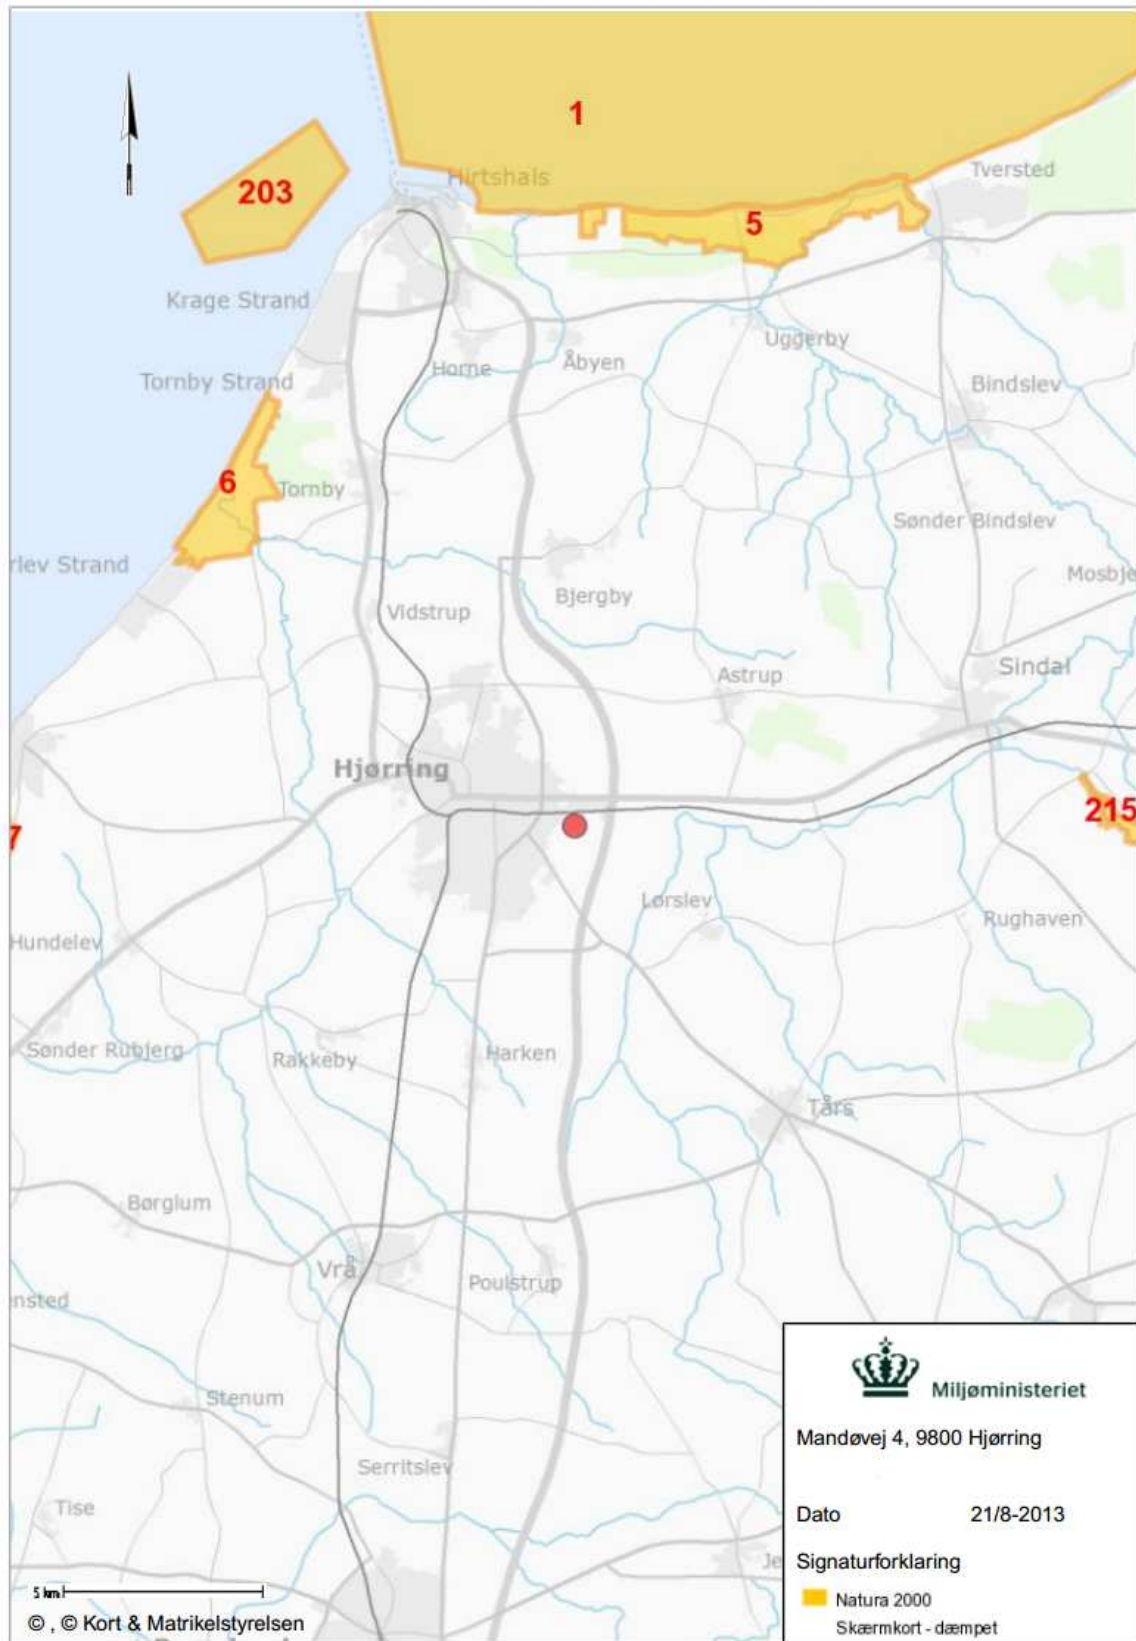 1
Hirtshals
Tversted
203
5
Krage Strand
Uggerby
Horne
Åbyen
Tornby Strand
Bindslev
6
Tornby
Sønder Bindslev
rlev Strand
Mosbje
Bjergby
Vidstrup
Astrup
Sindal
Hjørring
215
7
Lørslev
Rughaven
Hundelev
Sønder Rubjerg
Rakkeby
Harken
Tårs
Børglum
Vrå
Poulstrup
nsted
Stenum
Serritslev
Tise
Je
Miljøministeriet
Mandøvej 4, 9800 Hjørring
Dato 21/8-2013
Signaturforklaring
Natura 2000
Skærmkort - dæmpet
5 km
© , © Kort & Matrikelstyrelsen